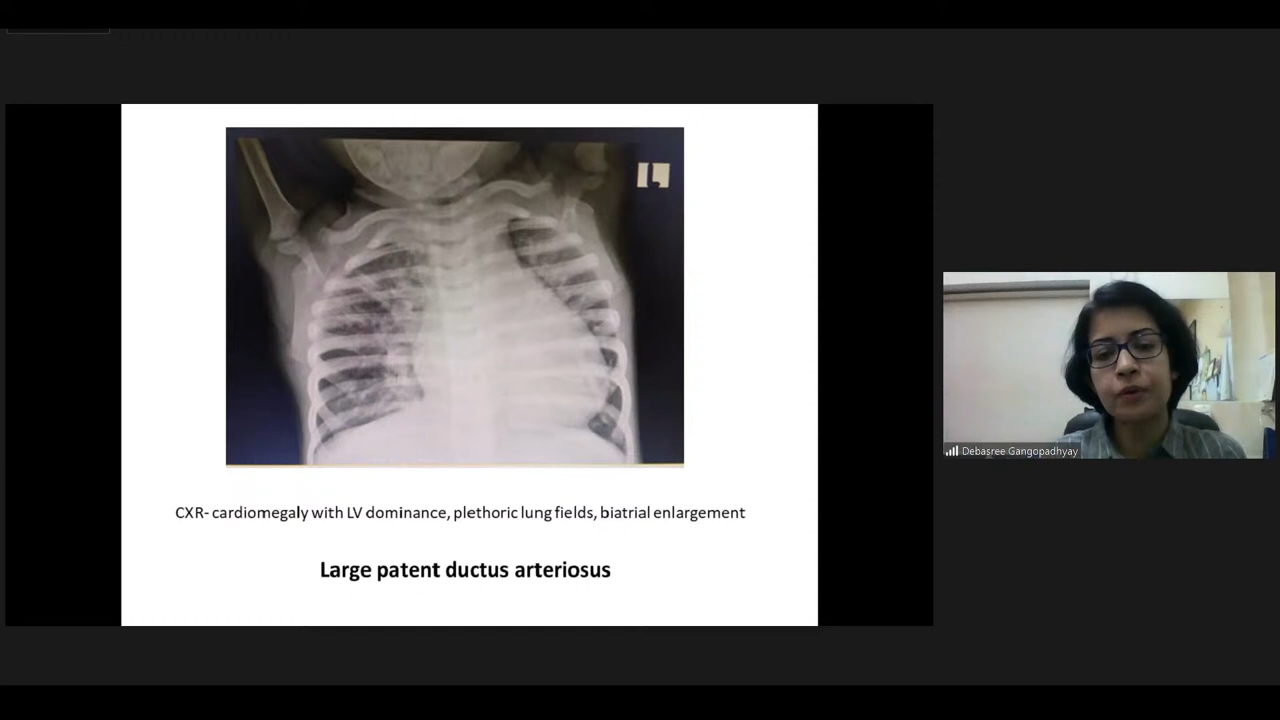 L
CXR- cardiomegaly with LV dominance, plethoric lung fields, biatrial enlargement
Large patent ductus arteriosus
Debasree Gangopadhyay